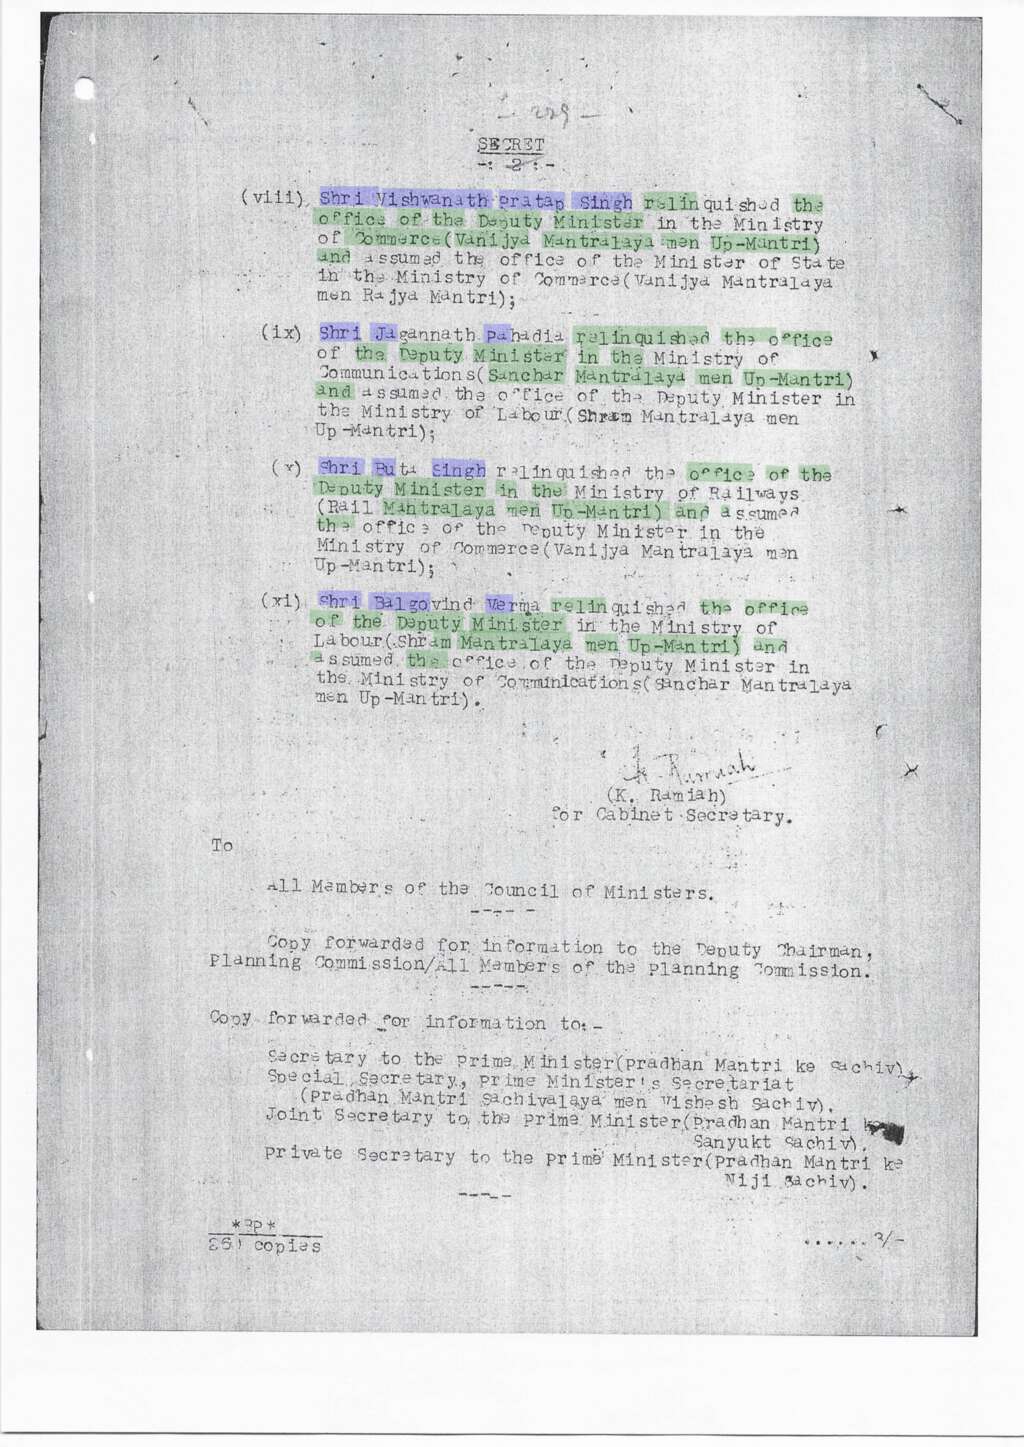 - 229 -
SECRET
-: 2 :-
(viii) Shri Vishwanath Pratap Singh relinquished the
office of the Deputy Minister in the Ministry
of Commerce(Vanijya Mantralaya men Up-Mantri)
and assumed the office of the Minister of State
in the Ministry of Commerce(Vanijya Mantralaya
men Rajya Mantri);
(ix) Shri Jagannath Pahadia relinquished the office
of the Deputy Minister in the Ministry of
Communications(Sanchar Mantralaya men Up-Mantri)
and assumed the office of the Deputy Minister in
the Ministry of Labour(Shram Mantralaya men
Up-Mantri);
(x) Shri Buta Singh relinquished the office of the
Deputy Minister in the Ministry of Railways
(Rail Mantralaya men Up-Mantri) and assumed
the office of the Deputy Minister in the
Ministry of Commerce(Vanijya Mantralaya men
Up-Mantri);
(xi) Shri Balgovind Verma relinquished the office
of the Deputy Minister in the Ministry of
Labour(Shram Mantralaya men Up-Mantri) and
assumed the office of the Deputy Minister in
the Ministry of Communications(Sanchar Mantralaya
men Up-Mantri).
K. Ramiah
(K. Ramiah)
for Cabinet Secretary.
To
All Members of the Council of Ministers.
-----
Copy forwarded for information to the Deputy Chairman,
Planning Commission/All Members of the Planning Commission.
-----
Copy forwarded for information to:-
Secretary to the Prime Minister(Pradhan Mantri ke Sachiv).
Special Secretary, Prime Minister's Secretariat
(Pradhan Mantri Sachivalaya men Vishesh Sachiv).
Joint Secretary to the Prime Minister(Pradhan Mantri ke
Sanyukt Sachiv).
Private Secretary to the Prime Minister(Pradhan Mantri ke
Niji Sachiv).
-----
*RP*
copies
......3/-